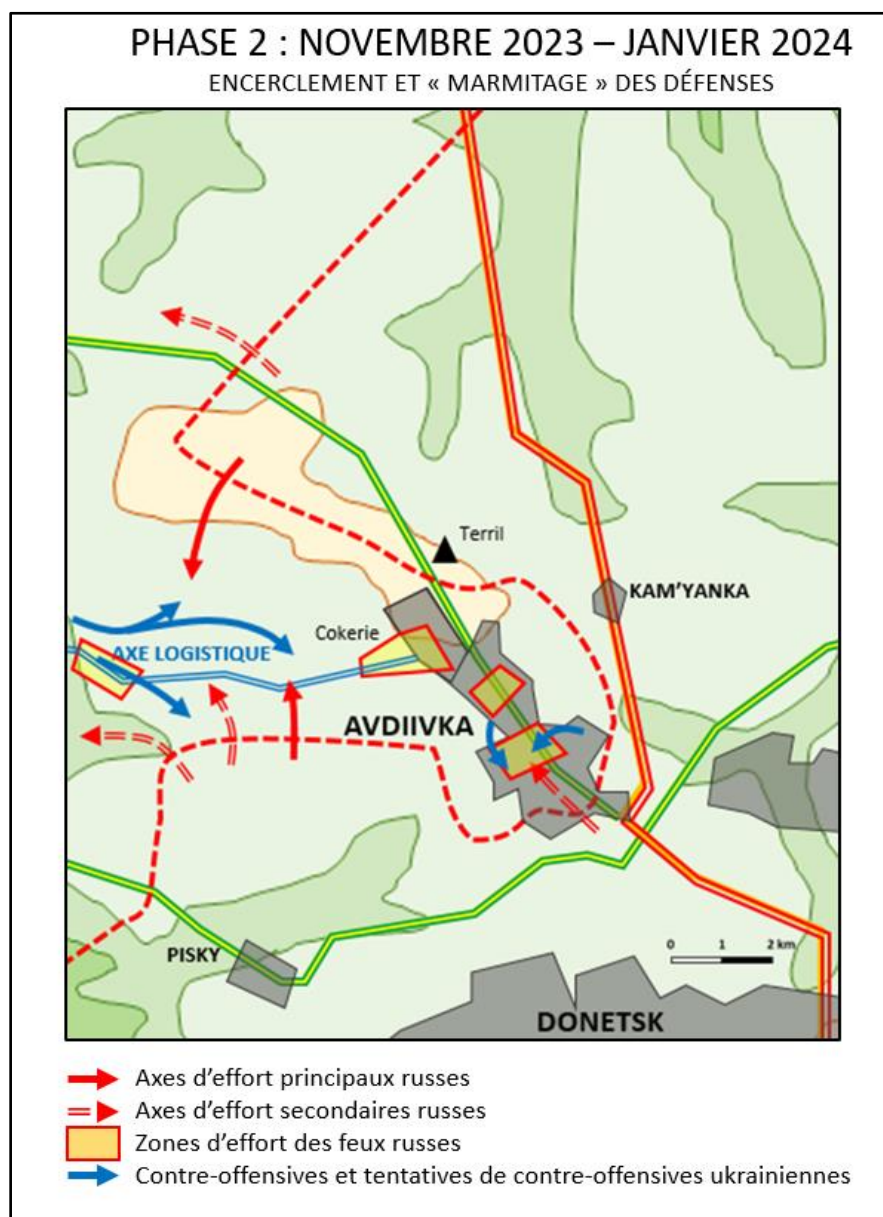 PHASE 2 : NOVEMBRE 2023 – JANVIER 2024
ENCERCLEMENT ET « MARMITAGE » DES DÉFENSES
Terril
KAM'YANKA
Cokerie
AXE LOGISTIQUE
AVDIIVKA
PISKY
0 1 2 km
DONETSK
Axes d'effort principaux russes
Axes d'effort secondaires russes
Zones d'effort des feux russes
Contre-offensives et tentatives de contre-offensives ukrainiennes